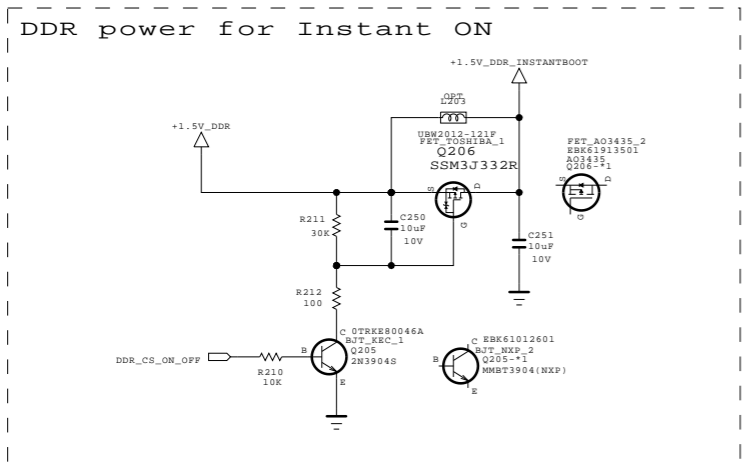 DDR power for Instant ON
+1.5V_DDR_INSTANTBOOT
OPT
L203
UBW2012-121F
FET_TOSHIBA_1
Q206
SSM3J332R
+1.5V_DDR
S
D
G
FET_AO3435_2
EBK61913501
AO3435
Q206-*1
S
D
G
R211
30K
C250
10uF
10V
C251
10uF
10V
R212
100
C
0TRKE80046A
BJT_KEC_1
Q205
2N3904S
B
E
DDR_CS_ON_OFF
R210
10K
C
EBK61012601
BJT_NXP_2
Q205-*1
MMBT3904(NXP)
B
E